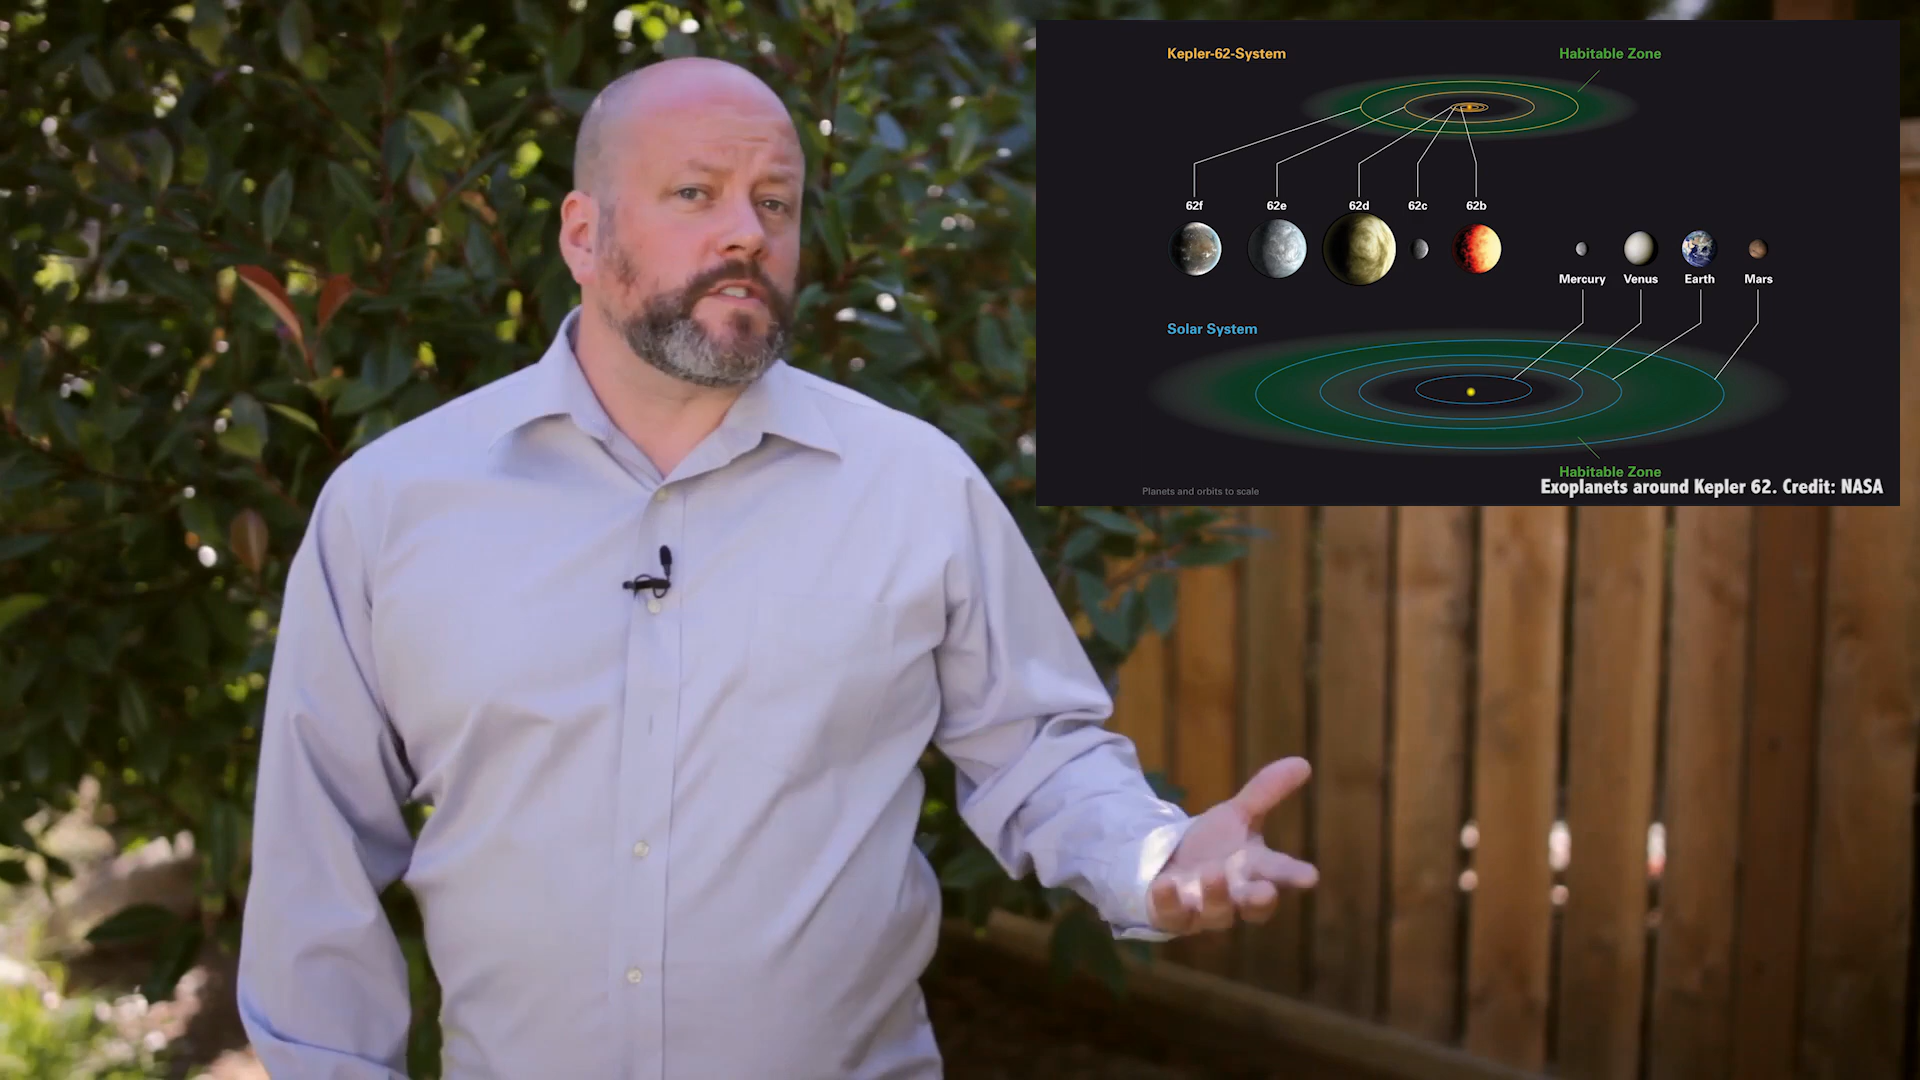 Kepler-62-System
Habitable Zone
62f 62e 62d 62c 62b
Mercury Venus Earth Mars
Solar System
Habitable Zone
Planets and orbits to scale
Exoplanets around Kepler 62. Credit: NASA